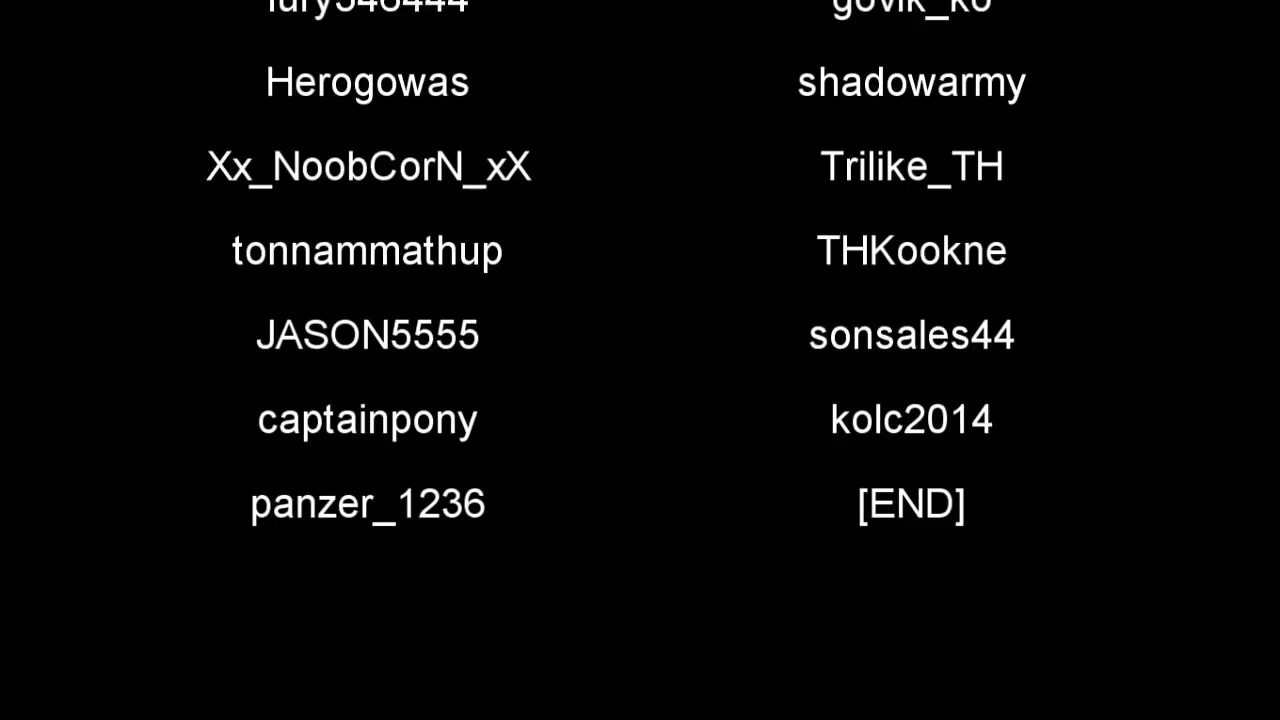 Herogowas shadowarmy
Xx_NoobCorN_xX Trilike_TH
tonnammathup THKookne
JASON5555 sonsales44
captainpony kolc2014
panzer_1236 [END]